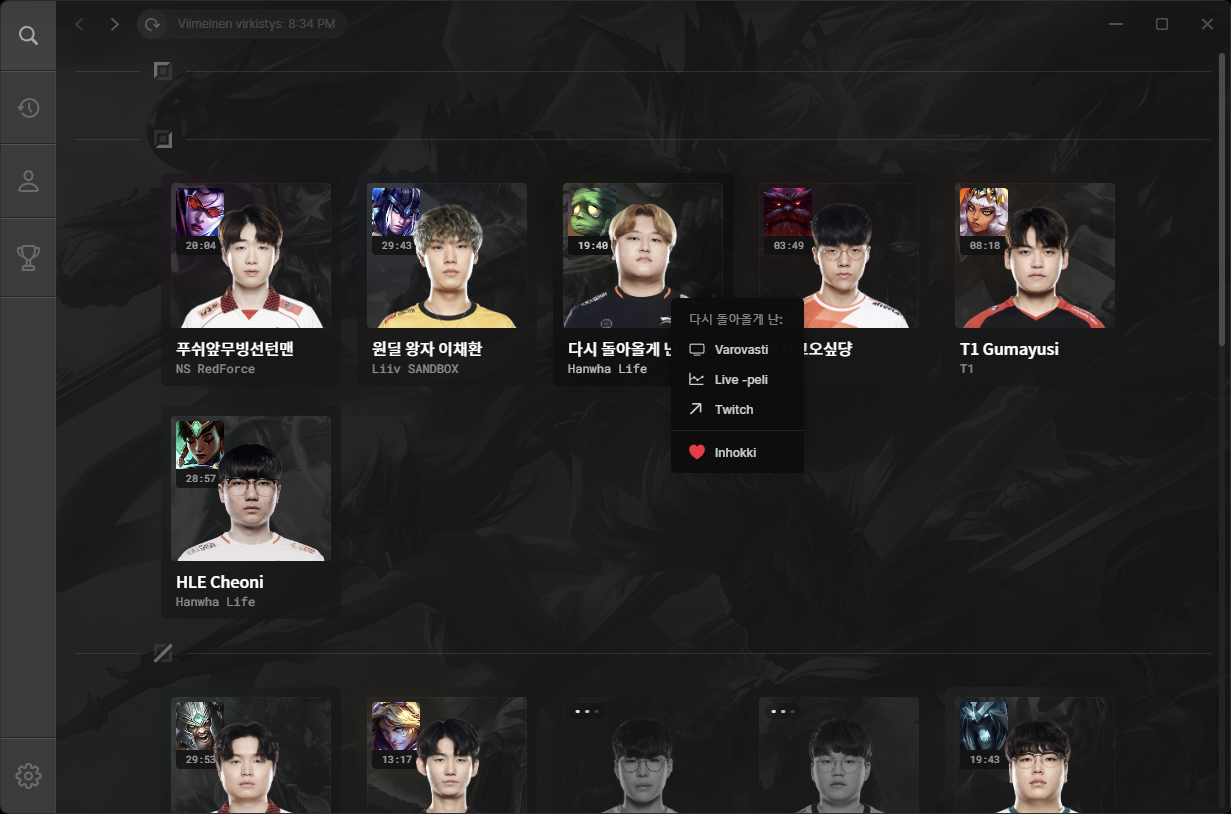 Viimeinen virkistys: 8:34 PM
20:04
29:43
19:40
03:49
08:18
푸쉬앞무빙선턴맨
NS RedForce
원딜 왕자 이채환
Liiv SANDBOX
다시 돌아올게 난
Hanwha Life
고오싶댱
T1 Gumayusi
T1
다시 돌아올게 난:
Varovasti
Live -peli
Twitch
Inhokki
28:57
HLE Cheoni
Hanwha Life
29:53
13:17
19:43